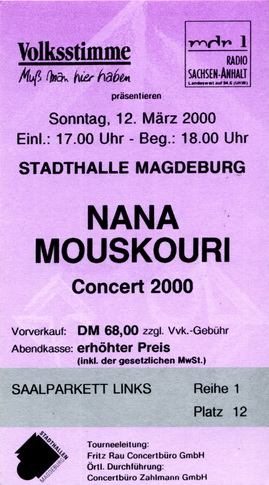 Volksstimme
Muß man hier haben
mdr 1
RADIO
SACHSEN-ANHALT
präsentieren
Sonntag, 12. März 2000
Einl.: 17.00 Uhr - Beg.: 18.00 Uhr
STADTHALLE MAGDEBURG
NANA
MOUSKOURI
Concert 2000
Vorverkauf: DM 68,00 zzgl. Vvk.-Gebühr
Abendkasse: erhöhter Preis
(inkl. der gesetzlichen MwSt.)
SAALPARKETT LINKS Reihe 1
Platz 12
STADTHALLEN
MAGDEBURG
Tourneeleitung:
Fritz Rau Concertbüro GmbH
Örtl. Durchführung:
Concertbüro Zahlmann GmbH